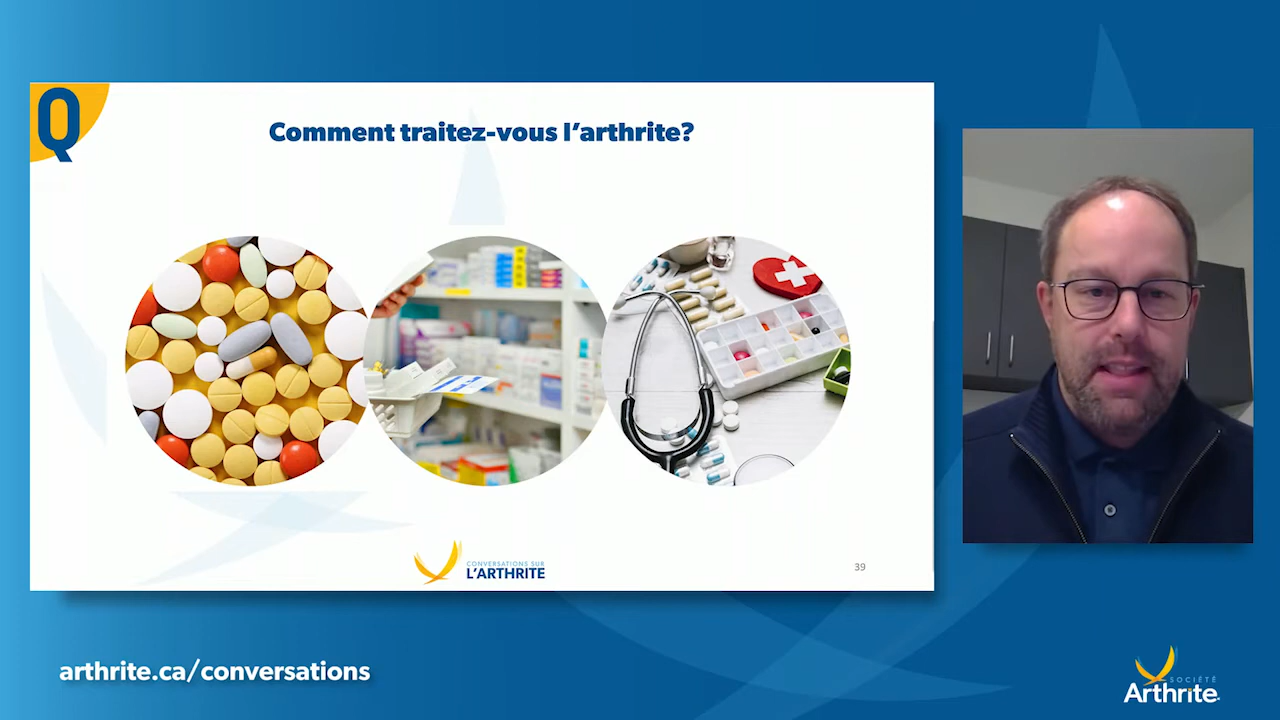 Q
Comment traitez-vous l’arthrite?
CONVERSATIONS SUR
L’ARTHRITE
39
arthrite.ca/conversations
SOCIÉTÉ
Arthrite